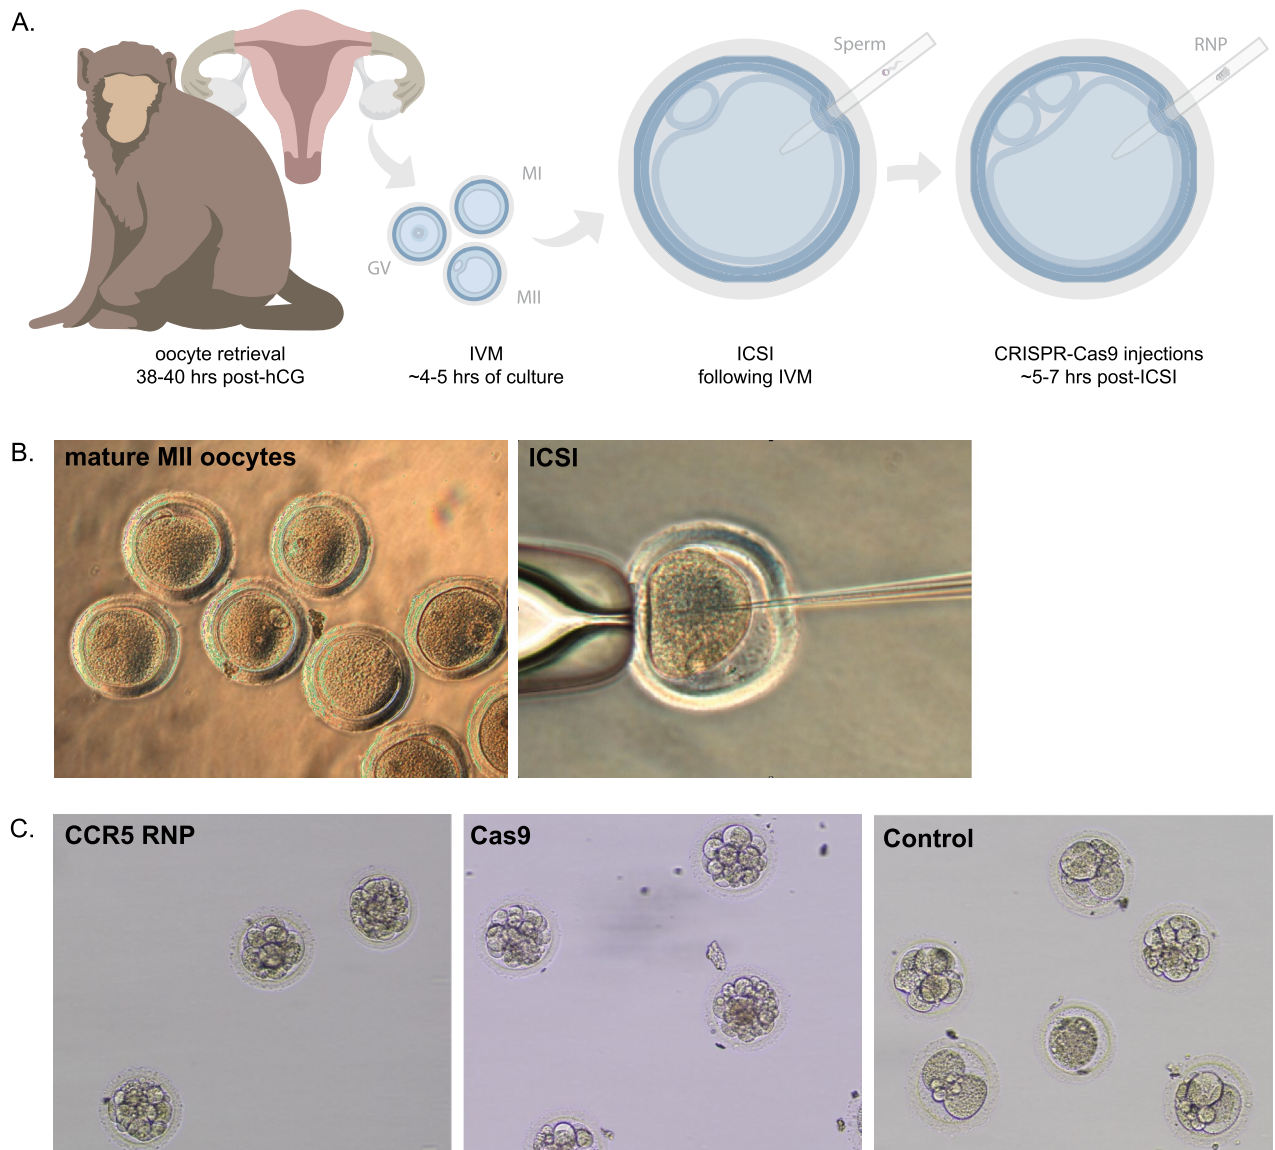 A.
Sperm
RNP
MI
GV
MII
oocyte retrieval
38-40 hrs post-hCG
IVM
~4-5 hrs of culture
ICSI
following IVM
CRISPR-Cas9 injections
~5-7 hrs post-ICSI
B.
mature MII oocytes
ICSI
C.
CCR5 RNP
Cas9
Control